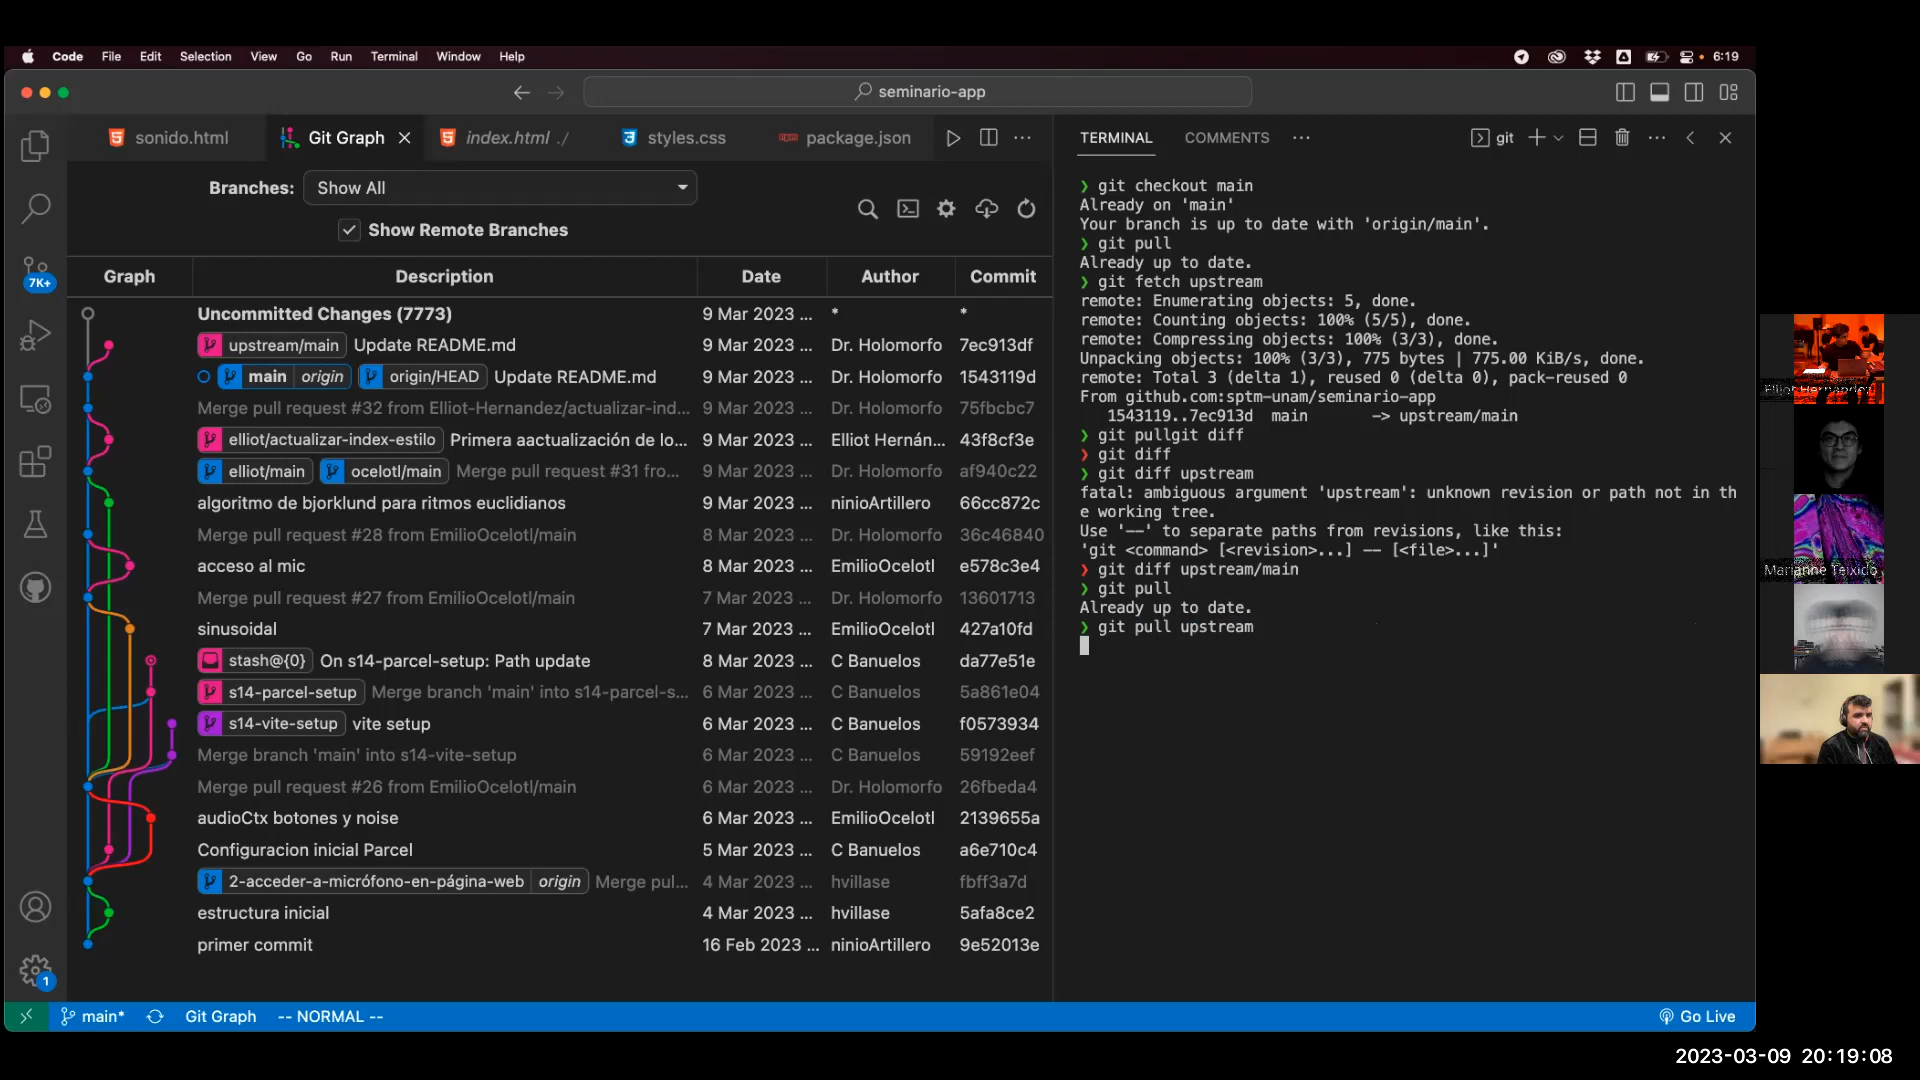 Code File Edit Selection View Go Run Terminal Window Help 6:19
seminario-app
sonido.html Git Graph index.html ./ styles.css package.json
Branches: Show All
Show Remote Branches
Graph Description Date Author Commit
Uncommitted Changes (7773) 9 Mar 2023 ... * *
upstream/main Update README.md 9 Mar 2023 ... Dr. Holomorfo 7ec913df
main origin origin/HEAD Update README.md 9 Mar 2023 ... Dr. Holomorfo 1543119d
Merge pull request #32 from Elliot-Hernandez/actualizar-ind... 9 Mar 2023 ... Dr. Holomorfo 75fbcbc7
elliot/actualizar-index-estilo Primera aactualización de lo... 9 Mar 2023 ... Elliot Hernán... 43f8cf3e
elliot/main ocelotl/main Merge pull request #31 fro... 9 Mar 2023 ... Dr. Holomorfo af940c22
algoritmo de bjorklund para ritmos euclidianos 9 Mar 2023 ... ninioArtillero 66cc872c
Merge pull request #28 from EmilioOcelotl/main 8 Mar 2023 ... Dr. Holomorfo 36c46840
acceso al mic 8 Mar 2023 ... EmilioOcelotl e578c3e4
Merge pull request #27 from EmilioOcelotl/main 7 Mar 2023 ... Dr. Holomorfo 13601713
sinusoidal 7 Mar 2023 ... EmilioOcelotl 427a10fd
stash@{0} On s14-parcel-setup: Path update 8 Mar 2023 ... C Banuelos da77e51e
s14-parcel-setup Merge branch 'main' into s14-parcel-s... 6 Mar 2023 ... C Banuelos 5a861e04
s14-vite-setup vite setup 6 Mar 2023 ... C Banuelos f0573934
Merge branch 'main' into s14-vite-setup 6 Mar 2023 ... C Banuelos 59192eef
Merge pull request #26 from EmilioOcelotl/main 6 Mar 2023 ... Dr. Holomorfo 26fbeda4
audioCtx botones y noise 6 Mar 2023 ... EmilioOcelotl 2139655a
Configuracion inicial Parcel 5 Mar 2023 ... C Banuelos a6e710c4
2-acceder-a-micrófono-en-página-web origin Merge pul... 4 Mar 2023 ... hvillase fbff3a7d
estructura inicial 4 Mar 2023 ... hvillase 5afa8ce2
primer commit 16 Feb 2023 ... ninioArtillero 9e52013e
7K+
1
TERMINAL COMMENTS ··· git
❯ git checkout main
Already on 'main'
Your branch is up to date with 'origin/main'.
❯ git pull
Already up to date.
❯ git fetch upstream
remote: Enumerating objects: 5, done.
remote: Counting objects: 100% (5/5), done.
remote: Compressing objects: 100% (3/3), done.
Unpacking objects: 100% (3/3), 775 bytes | 775.00 KiB/s, done.
remote: Total 3 (delta 1), reused 0 (delta 0), pack-reused 0
From github.com:sptm-unam/seminario-app
1543119..7ec913d main -> upstream/main
❯ git pullgit diff
❯ git diff
❯ git diff upstream
fatal: ambiguous argument 'upstream': unknown revision or path not in th
e working tree.
Use '--' to separate paths from revisions, like this:
'git <command> [<revision>...] -- [<file>...]'
❯ git diff upstream/main
❯ git pull
Already up to date.
❯ git pull upstream
Elliot Hernandez
Marianne Teixido
main* Git Graph -- NORMAL -- Go Live
2023-03-09 20:19:08